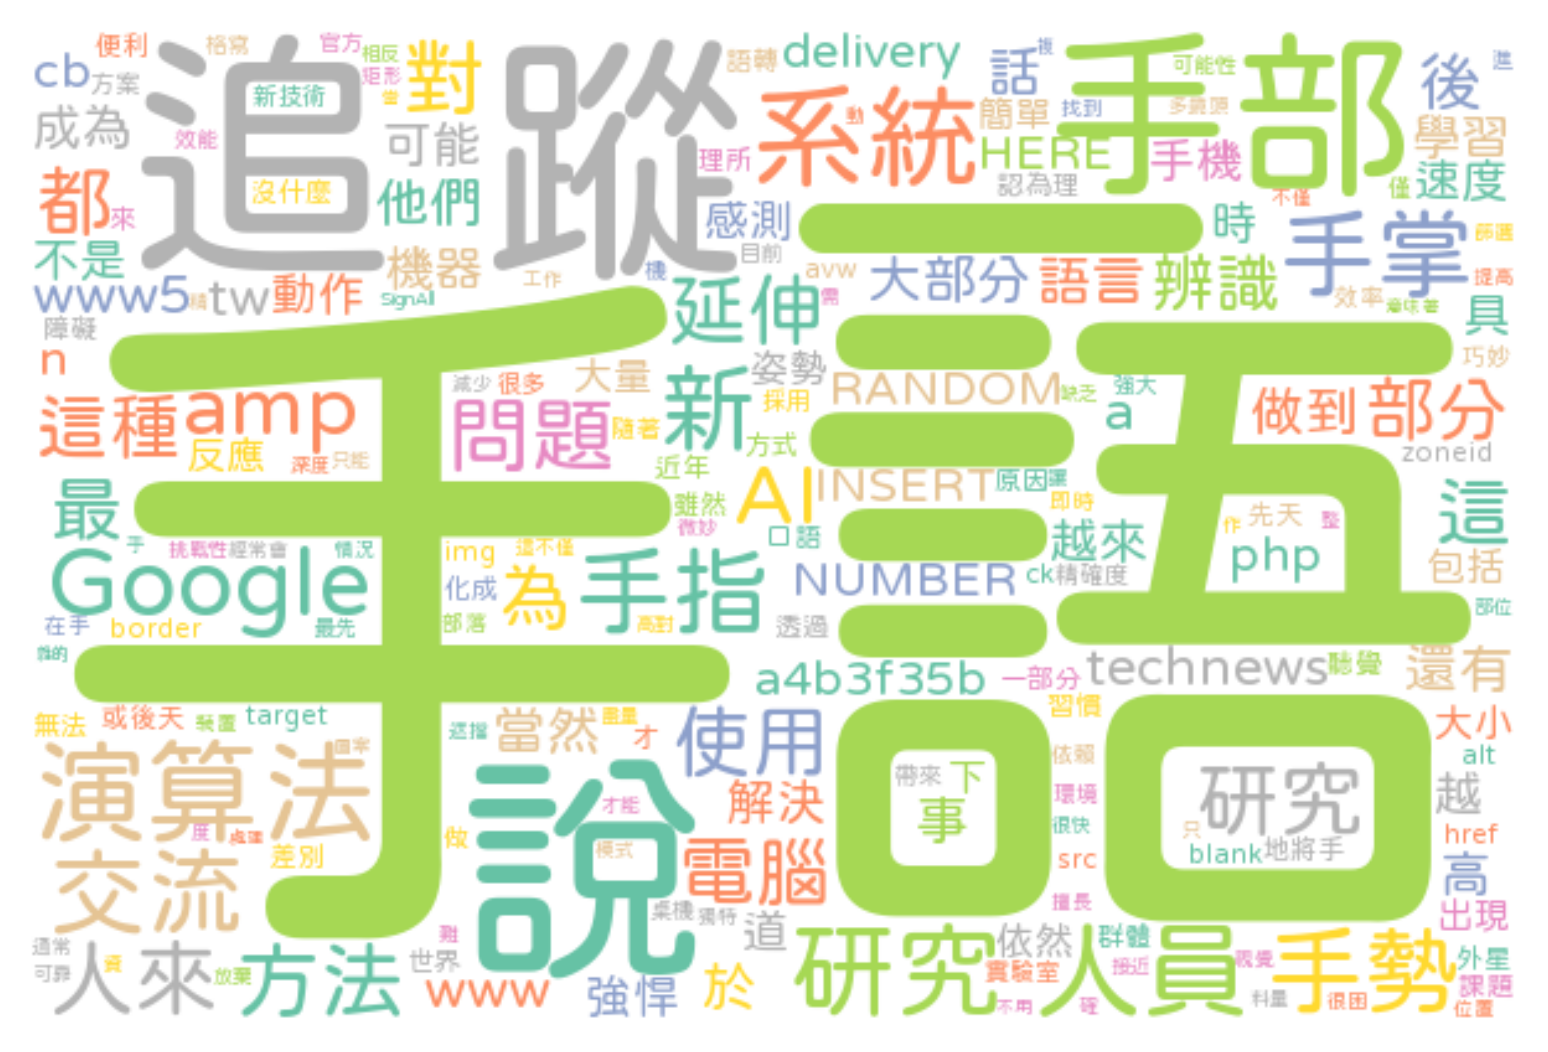 便利
格寫
官方
相反
對
語轉
delivery
話
手部
可能性
後
進
cb
方案
追蹤
新技術
矩形
系統
簡單
找到
多鏡頭
學習
成為
效能
可能
理所
動
HERE
手機
都
來
沒什麼
他們
認為理
不僅
僅
速度
感測
時
手掌
篩選
不是
機器
目前
工作
機
avw
大部分
語言
辨識
提高
www5
精
tw
動作
SignAll
延伸
需
效率
意味著
具
障礙
手語
n
減少
很多
大量
姿勢
新
採用
RANDOM
缺乏
強大
a
巧妙
做到
部分
這種
amp
反應
深度
只能
問題
隨著
方式
近年
zoneid
最
雖然
微妙
AI
INSERT
原因
讓
即時
作
先天
整
這
手
挑戰性
經常會
情況
img
這不僅
口語
越來
php
包括
Google
化成
為
手指
NUMBER
ck
精確度
在手
border
最先
部落
高對
透過
部位
a4b3f35b
一部分
technews
聽覺
還有
無法
或後天
裝置
target
遮擋
當然
才
使用
習慣
大小
演算法
依賴
alt
帶來
下
事
研究
越
解決
環境
度
處理
做
說
才能
很快
只
href
交流
差別
模式
電腦
src
blank
地將手
高
桌機
獨特
道
擅長
出現
通常
可靠
人來
資
放棄
方法
世界
難
www
強悍
於
研究人員
依然
實驗室
群體
接近
視覺
手勢
外星
課題
不用
確
料量
很困
位置